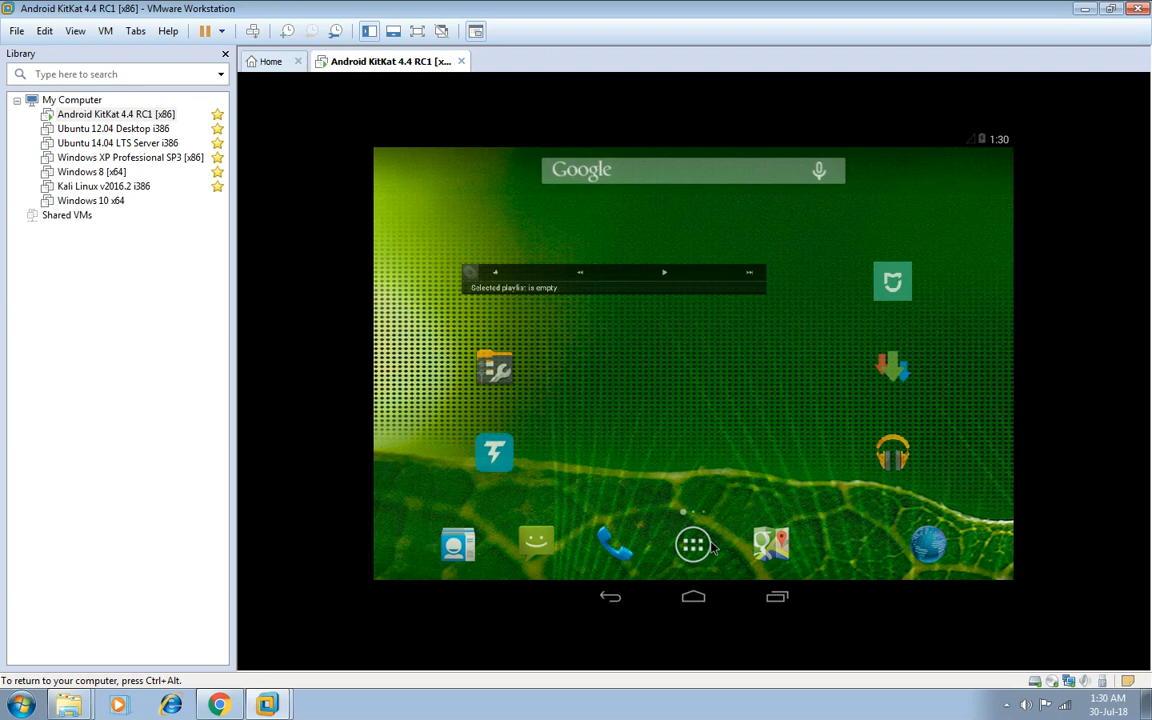 Android KitKat 4.4 RC1 [x86] - VMware Workstation
File Edit View VM Tabs Help
Library
Type here to search
My Computer
Android KitKat 4.4 RC1 [x86]
Ubuntu 12.04 Desktop i386
Ubuntu 14.04 LTS Server i386
Windows XP Professional SP3 [x86]
Windows 8 [x64]
Kali Linux v2016.2 i386
Windows 10 x64
Shared VMs
Home
Android KitKat 4.4 RC1 [x...
1:30
Google
Selected playlist is empty
To return to your computer, press Ctrl+Alt.
1:30 AM
30-Jul-18